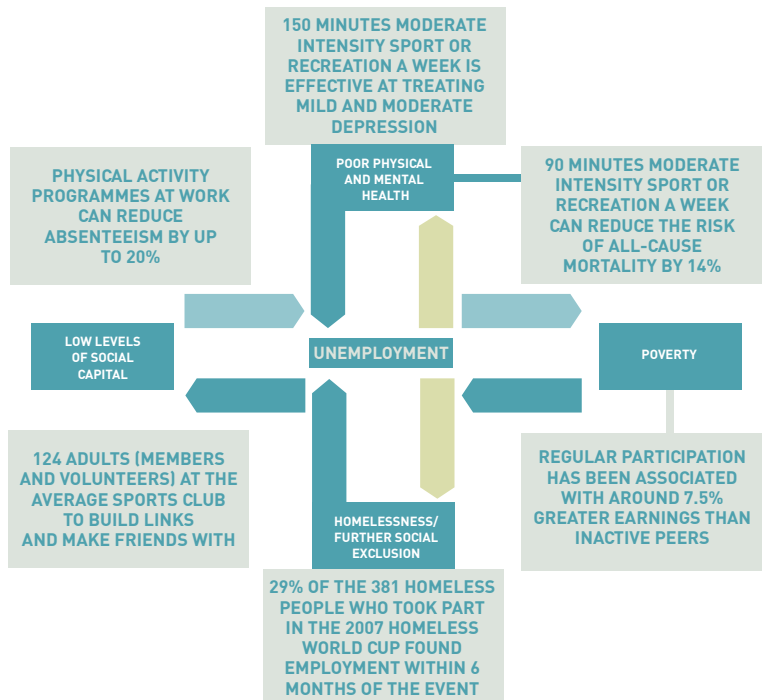 150 MINUTES MODERATE
INTENSITY SPORT OR
RECREATION A WEEK IS
EFFECTIVE AT TREATING
MILD AND MODERATE
DEPRESSION
POOR PHYSICAL
AND MENTAL
HEALTH
PHYSICAL ACTIVITY
PROGRAMMES AT WORK
CAN REDUCE
ABSENTEEISM BY UP
TO 20%
90 MINUTES MODERATE
INTENSITY SPORT OR
RECREATION A WEEK
CAN REDUCE THE RISK
OF ALL-CAUSE
MORTALITY BY 14%
LOW LEVELS
OF SOCIAL
CAPITAL
UNEMPLOYMENT
POVERTY
124 ADULTS (MEMBERS
AND VOLUNTEERS) AT THE
AVERAGE SPORTS CLUB
TO BUILD LINKS
AND MAKE FRIENDS WITH
REGULAR PARTICIPATION
HAS BEEN ASSOCIATED
WITH AROUND 7.5%
GREATER EARNINGS THAN
INACTIVE PEERS
HOMELESSNESS/
FURTHER SOCIAL
EXCLUSION
29% OF THE 381 HOMELESS
PEOPLE WHO TOOK PART
IN THE 2007 HOMELESS
WORLD CUP FOUND
EMPLOYMENT WITHIN 6
MONTHS OF THE EVENT